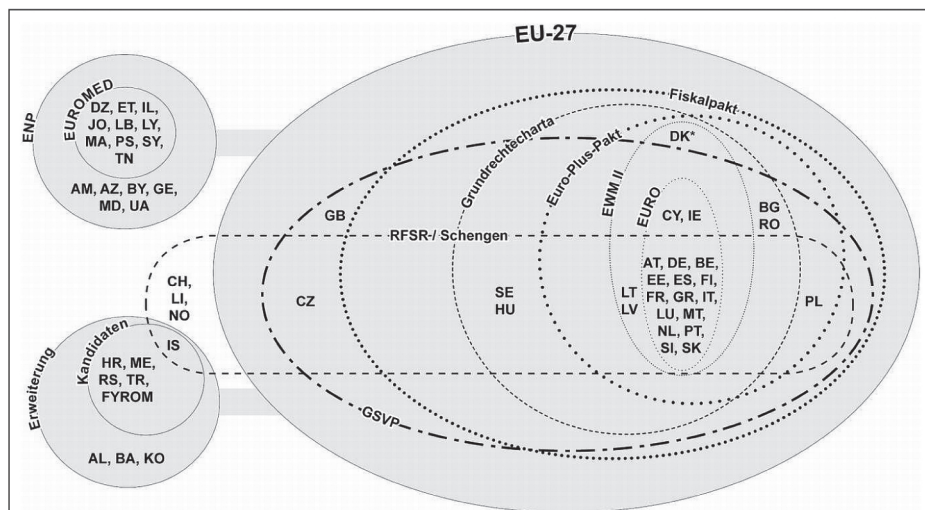 EU-27
ENP
EUROMED
DZ, ET, IL,
JO, LB, LY,
MA, PS, SY,
TN
AM, AZ, BY, GE,
MD, UA
Fiskalpakt
Grundrechtecharta
Euro-Plus-Pakt
EWM II
EURO
DK*
GB
CY, IE
BG
RO
RFSR-/ Schengen
CH,
LI,
NO
CZ
SE
HU
LT
LV
AT, DE, BE,
EE, ES, FI,
FR, GR, IT,
LU, MT,
NL, PT,
SI, SK
PL
Erweiterung
Kandidaten
IS
HR, ME,
RS, TR,
FYROM
AL, BA, KO
GSVP